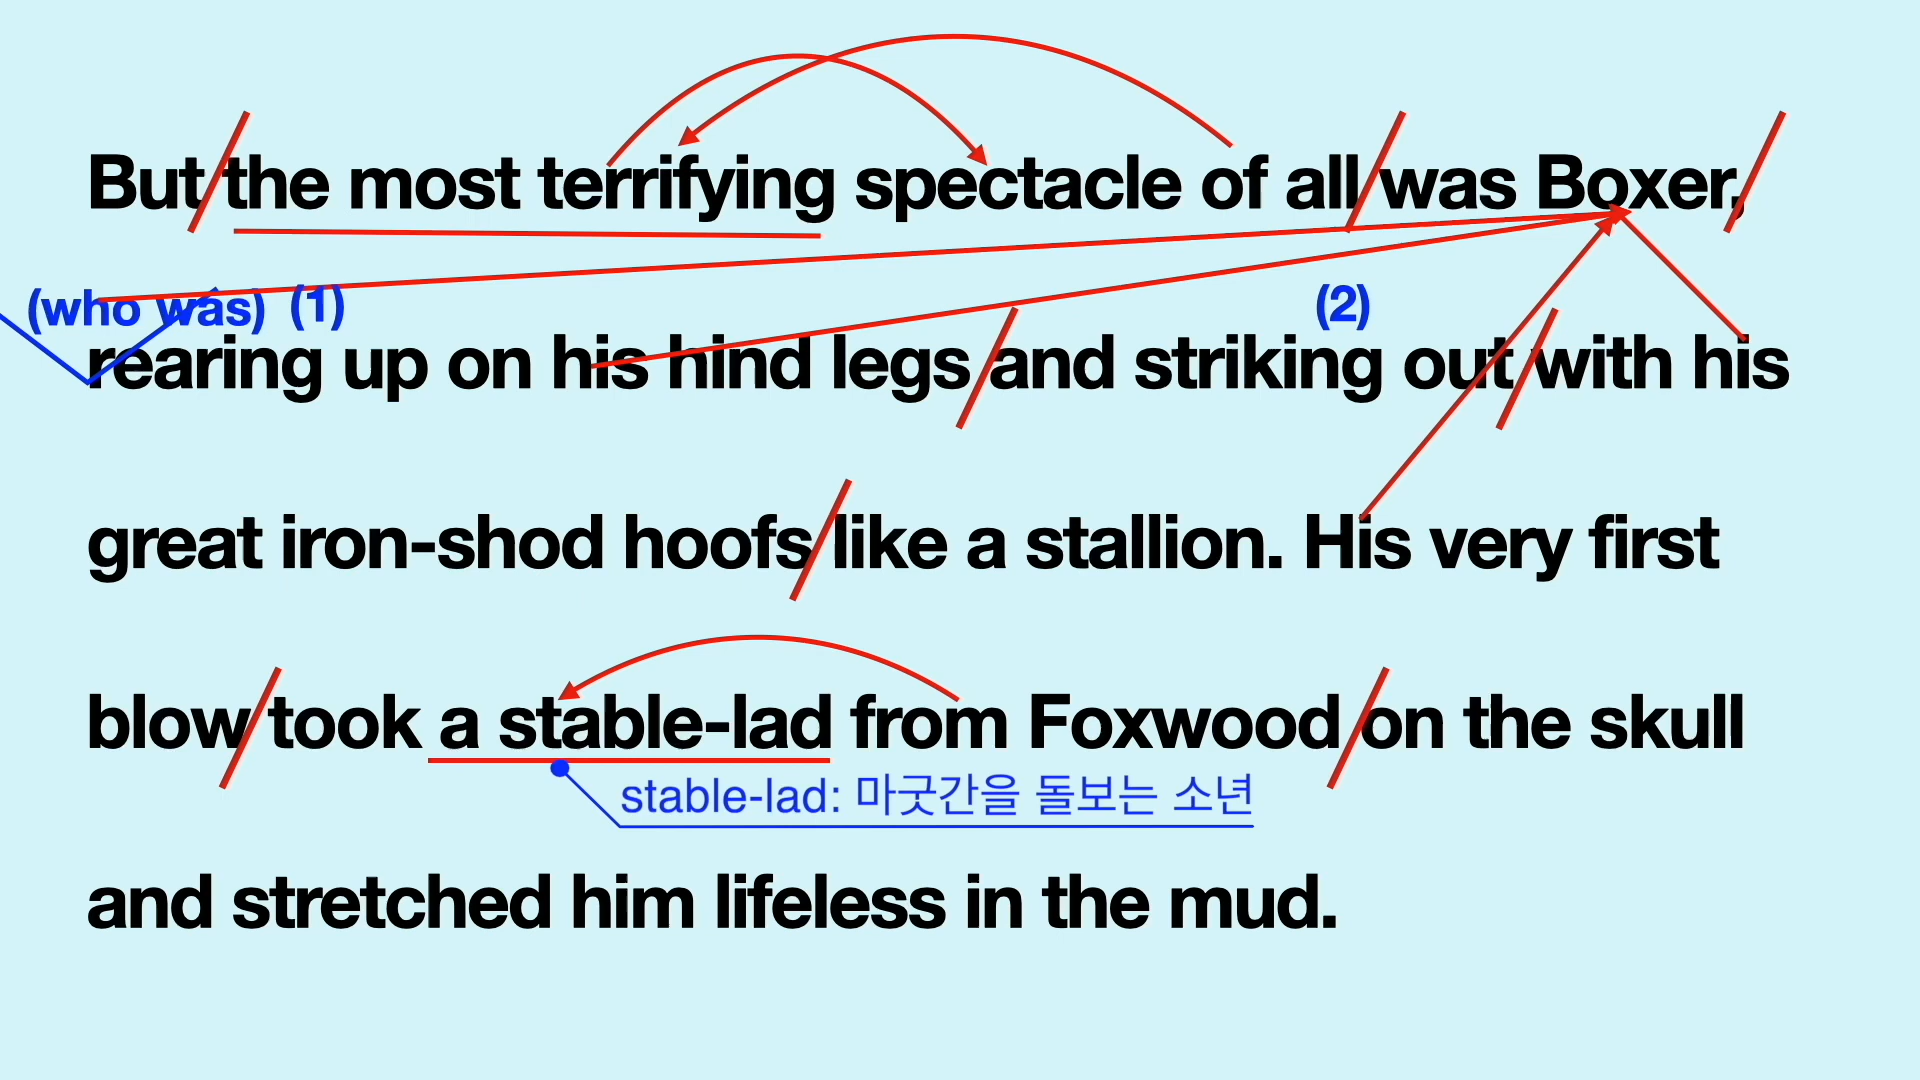 But the most terrifying spectacle of all was Boxer,
(who was) (1) (2)
rearing up on his hind legs and striking out with his
great iron-shod hoofs like a stallion. His very first
blow took a stable-lad from Foxwood on the skull
stable-lad: 마굿간을 돌보는 소년
and stretched him lifeless in the mud.